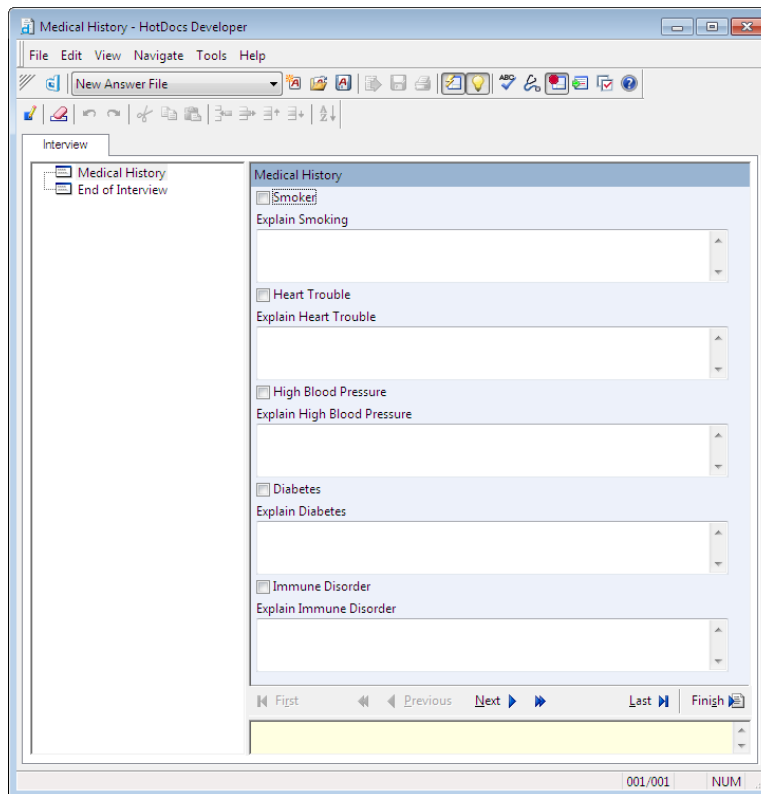 Medical History - HotDocs Developer
File Edit View Navigate Tools Help
New Answer File
Interview
Medical History
End of Interview
Medical History
Smoker
Explain Smoking
Heart Trouble
Explain Heart Trouble
High Blood Pressure
Explain High Blood Pressure
Diabetes
Explain Diabetes
Immune Disorder
Explain Immune Disorder
First Previous Next Last Finish
001/001 NUM